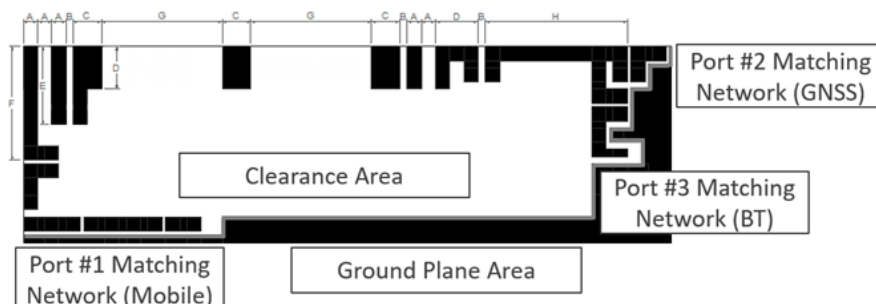 A A A B C G C G C B A A D B H
D
E
F
Port #2 Matching
Network (GNSS)
Clearance Area
Port #3 Matching
Network (BT)
Port #1 Matching
Network (Mobile)
Ground Plane Area